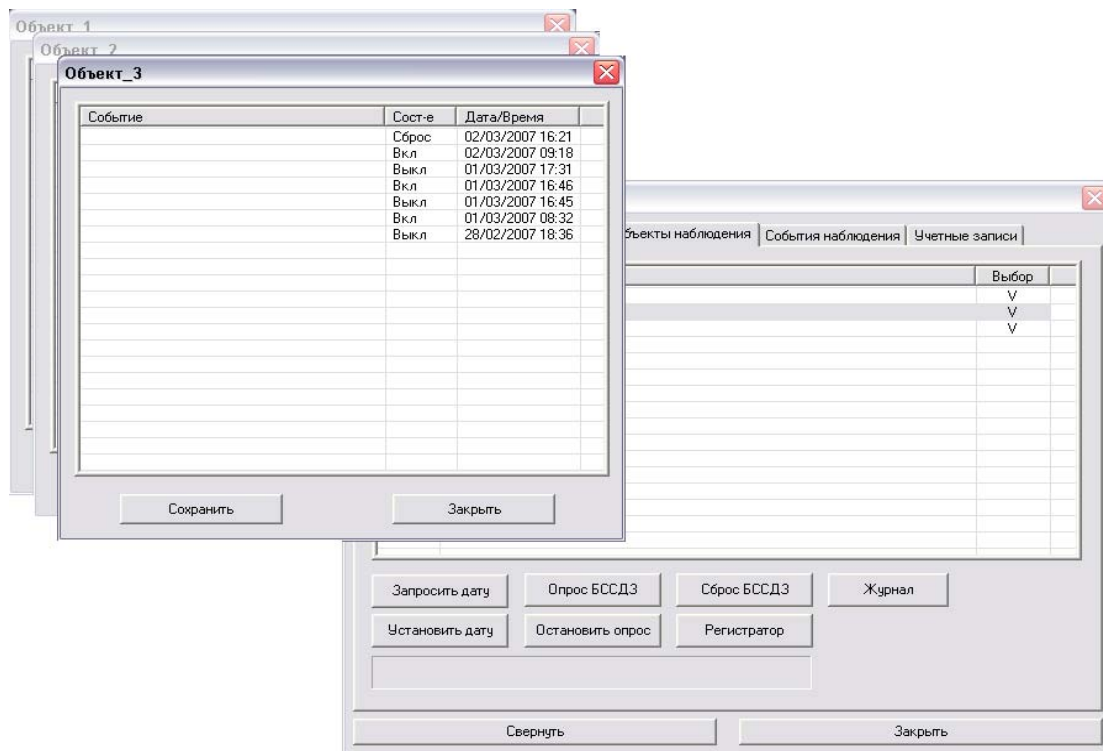 Объект_1
Объект_2
Объект_3
Событие Сост-е Дата/Время
Сброс 02/03/2007 16:21
Вкл 02/03/2007 09:18
Выкл 01/03/2007 17:31
Вкл 01/03/2007 16:46
Выкл 01/03/2007 16:45
Вкл 01/03/2007 08:32
Выкл 28/02/2007 18:36
Сохранить Закрыть
бъекты наблюдения События наблюдения Учетные записи
Выбор
V
V
V
Запросить дату Опрос БССДЗ Сброс БССДЗ Журнал
Установить дату Остановить опрос Регистратор
Свернуть Закрыть